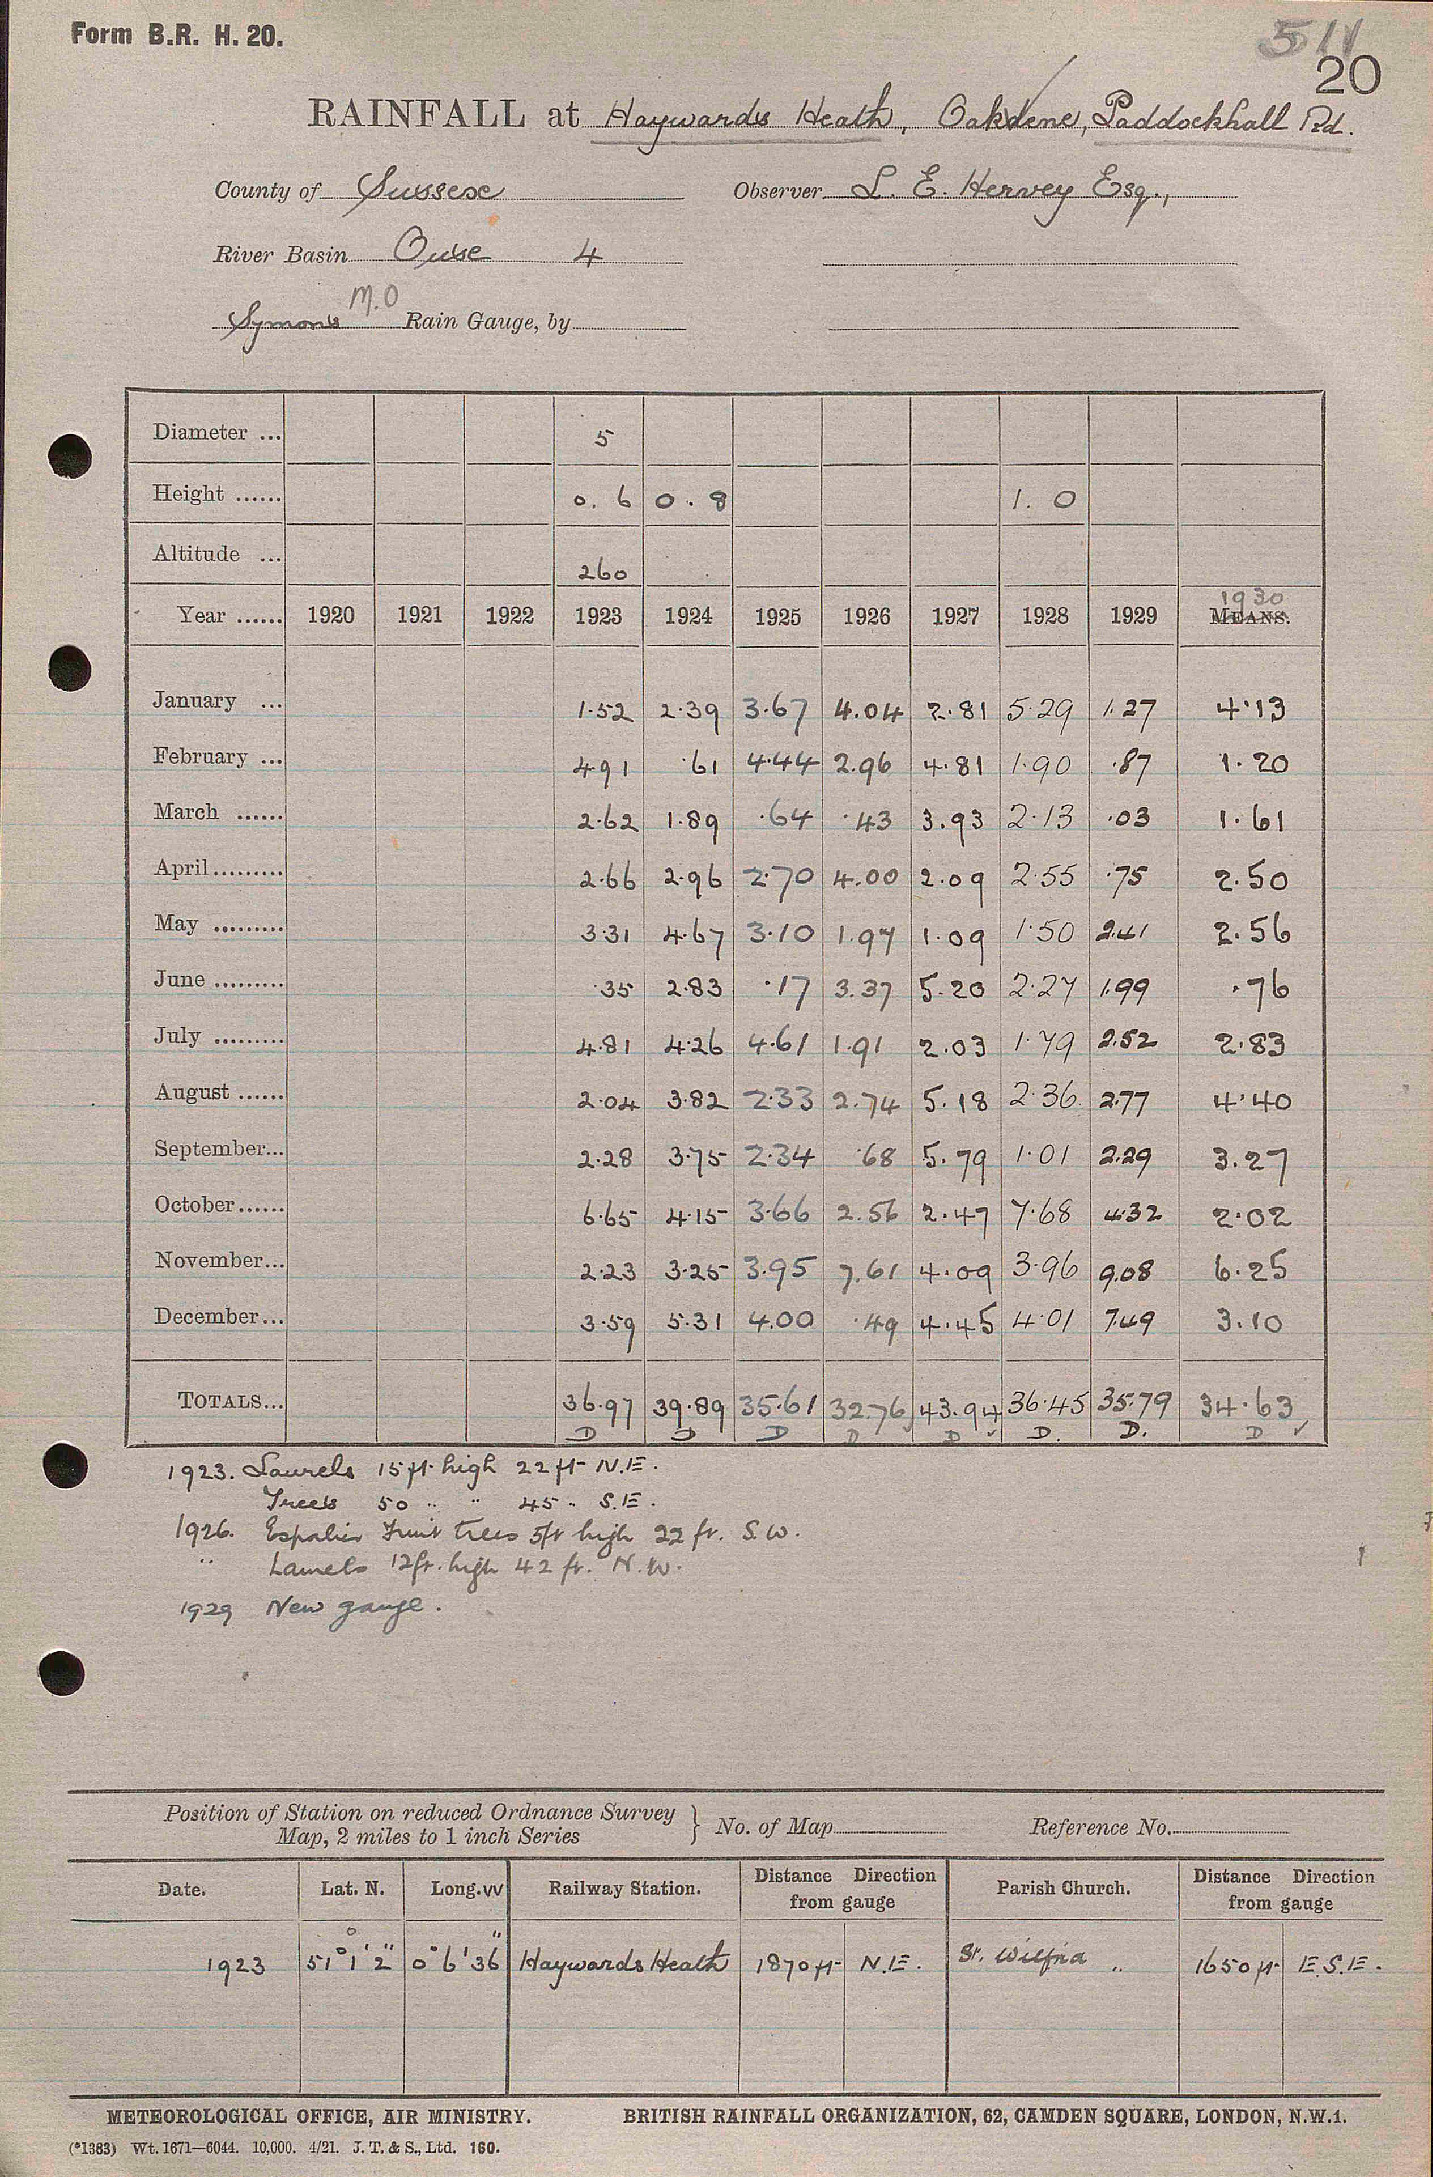 Form B.R. H. 20.
511
20
RAINFALL at Haywards Heath, Oakdene, Paddockhall Rd.
County of Sussex Observer L. E. Hervey Esq.,
River Basin Ouse 4
M.O
Symons Rain Gauge, by
Diameter ... 5
Height ...... 0. 6 0. 8 1. 0
Altitude ... 260
1930
Year ...... 1920 1921 1922 1923 1924 1925 1926 1927 1928 1929 MEANS.
January ... 1.52 2.39 3.67 4.04 2.81 5.29 1.27 4.13
February ... 4.91 .61 4.44 2.96 4.81 1.90 .87 1.20
March ...... 2.62 1.89 .64 .43 3.93 2.13 .03 1.61
April ......... 2.66 2.96 2.70 4.00 2.09 2.55 .75 2.50
May ......... 3.31 4.67 3.10 1.97 1.09 1.50 2.41 2.56
June ......... .35 2.83 .17 3.37 5.20 2.27 1.99 .76
July ......... 4.81 4.26 4.61 1.91 2.03 1.79 2.52 2.83
August ...... 2.04 3.82 2.33 2.74 5.18 2.36 2.77 4.40
September... 2.28 3.75 2.34 .68 5.79 1.01 2.29 3.27
October...... 6.65 4.15 3.66 2.56 2.47 7.68 4.32 2.02
November... 2.23 3.25 3.95 7.61 4.09 3.96 9.08 6.25
December... 3.59 5.31 4.00 .49 4.45 4.01 7.49 3.10
TOTALS... 36.97 39.89 35.61 32.76 43.94 36.45 35.79 34.63
D D D D D D. D. D
1923. Laurels 15ft high 22ft N.E.
Trees 50 " " 45 " S.E.
1926. Espalier Fruit trees 5ft high 22 ft. S.W.
" Laurels 12ft. high 42 ft. N.W.
1929 New gauge.
Position of Station on reduced Ordnance Survey
Map, 2 miles to 1 inch Series } No. of Map Reference No.
Date. Lat. N. Long. W Railway Station. Distance Direction from gauge Parish Church. Distance Direction from gauge
1923 51° 1' 2" 0° 6' 36" Haywards Heath 1870 ft N.E. St. Wilfrid " 1650 ft E.S.E.
METEOROLOGICAL OFFICE, AIR MINISTRY. BRITISH RAINFALL ORGANIZATION, 62, CAMDEN SQUARE, LONDON, N.W.1.
(*1383) Wt. 1671—6044. 10,000. 4/21. J. T. & S., Ltd. 160.